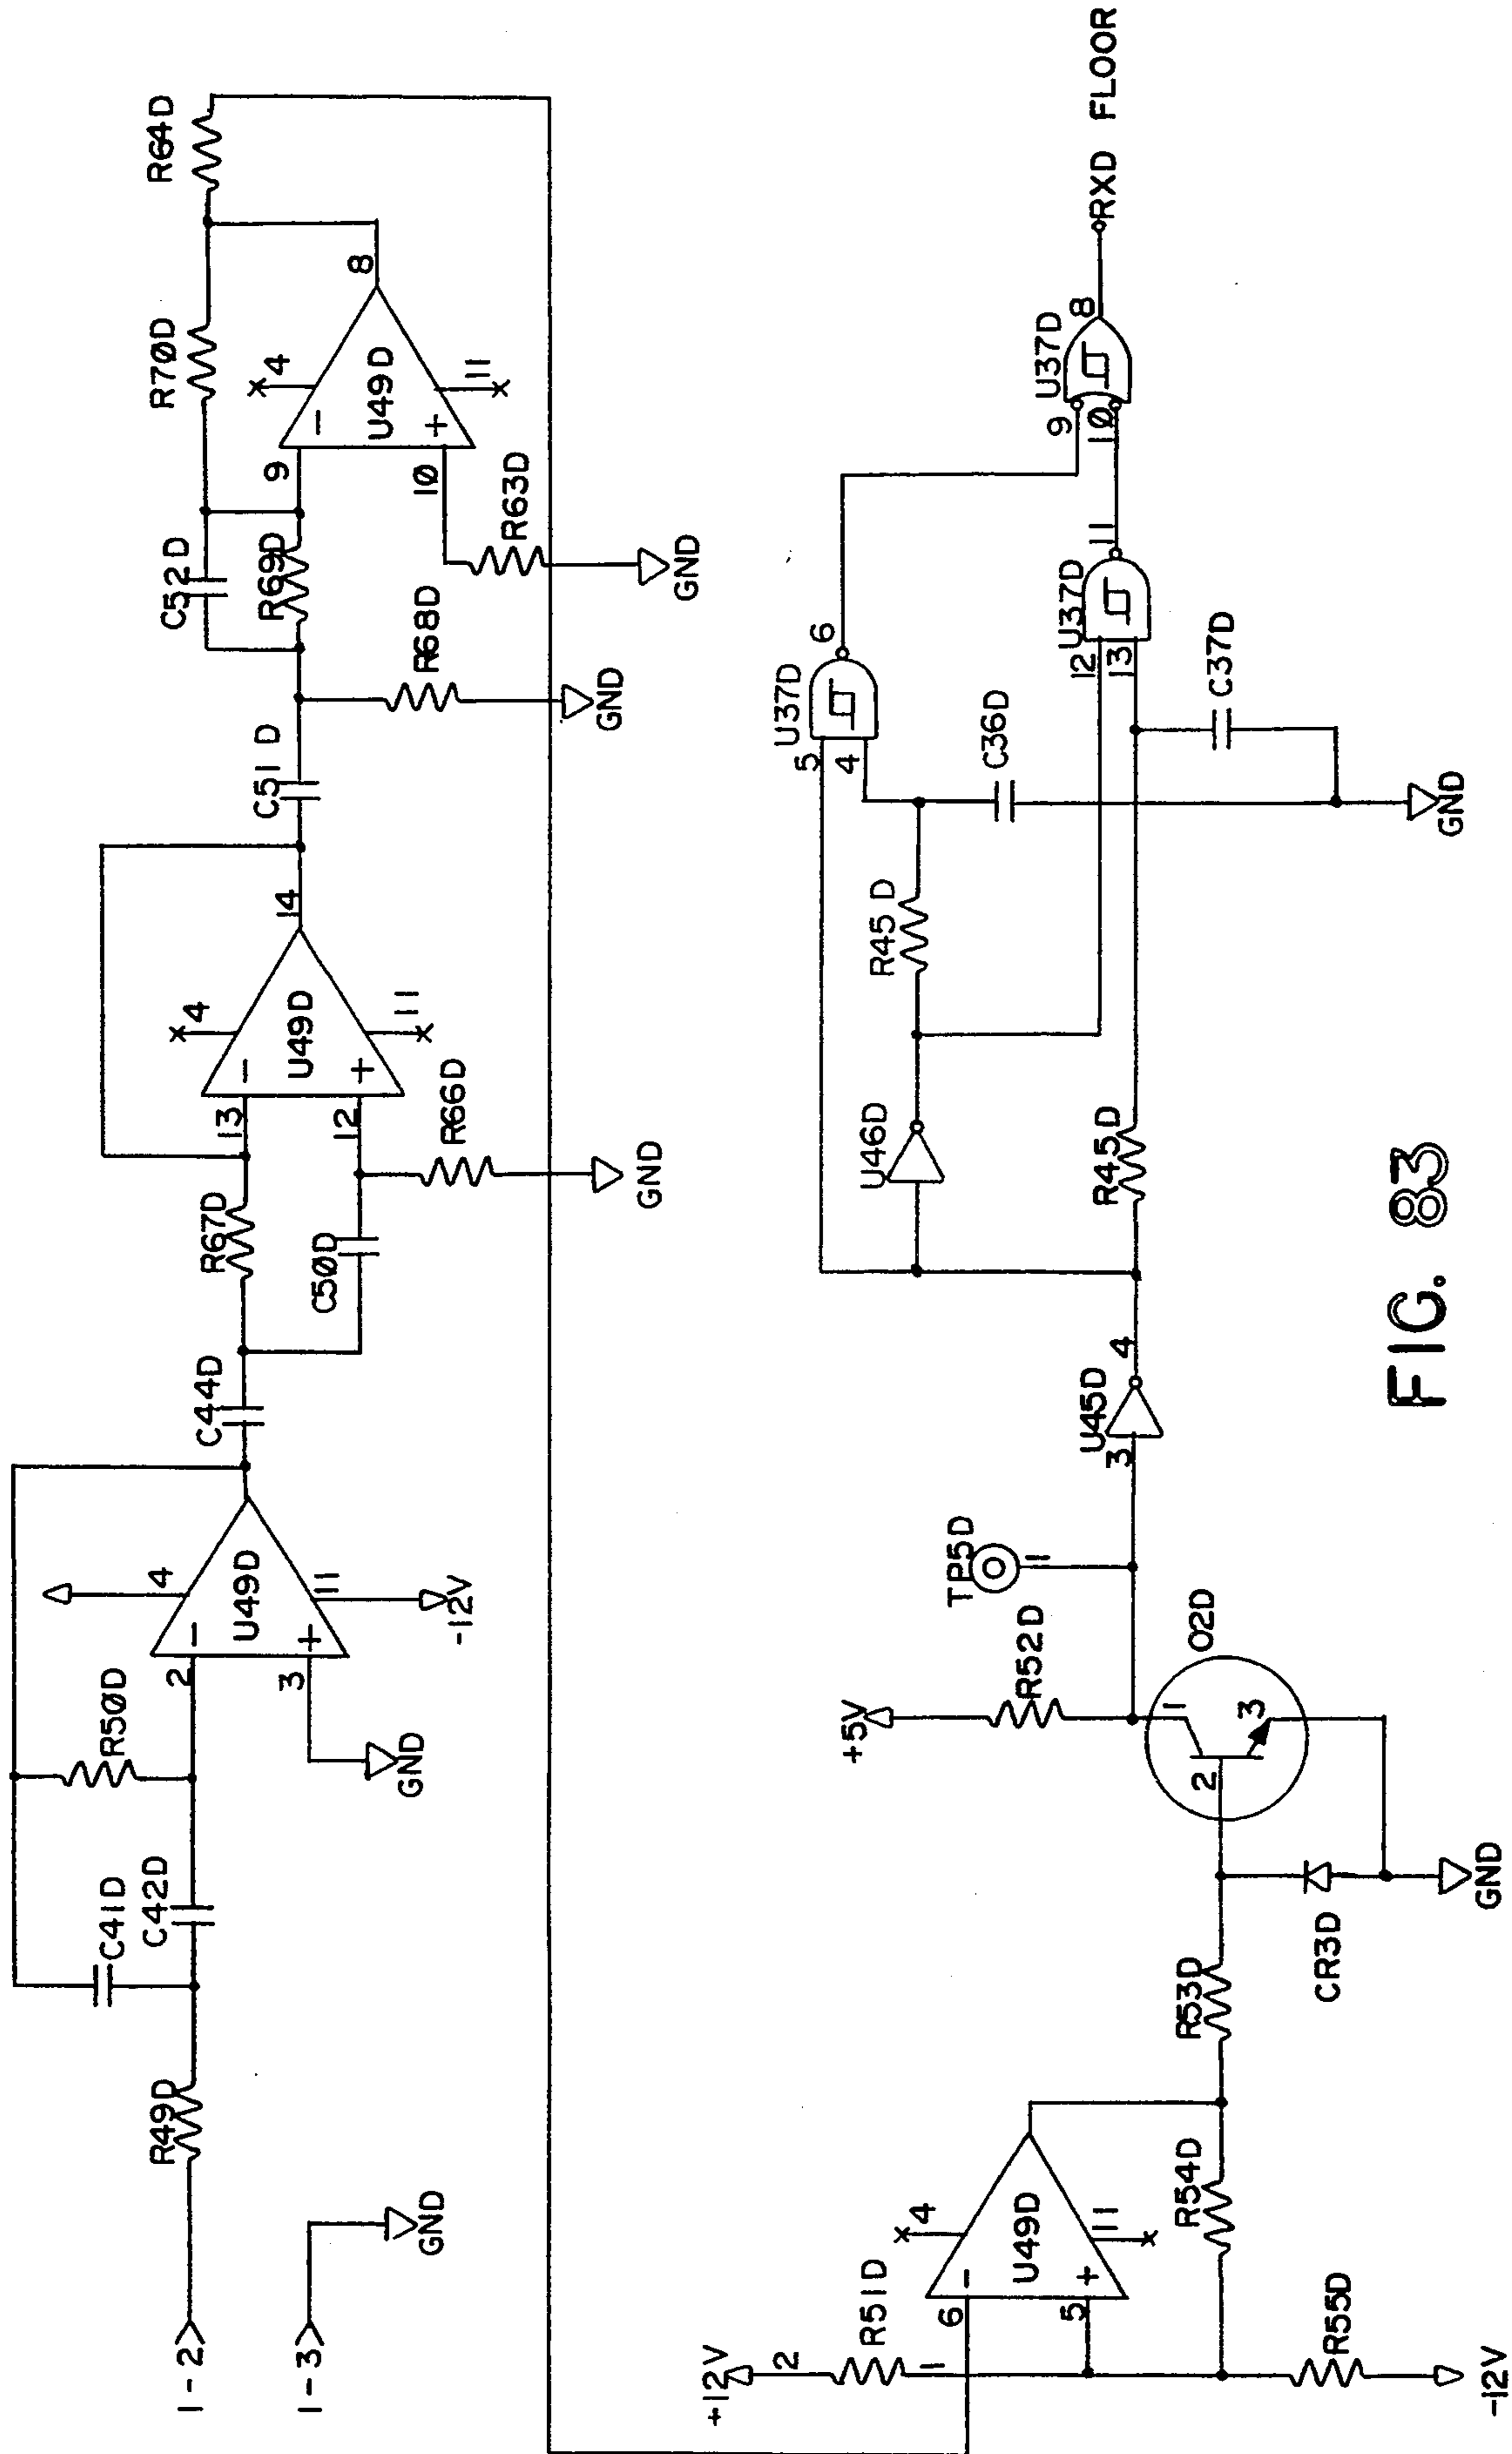 1-2
1-3
GND
R49D
C41D
C42D
R50D
2
3
GND
-
+
U49D
4
11
-12V
C44D
R67D
C50D
13
12
-
+
U49D
4
11
14
R66D
GND
C51 D
R68D
GND
C52D
R69D
R70D
9
10
-
+
U49D
4
11
8
R63D
GND
R64D
+12V
2
R51D
1
6
5
-
+
U49D
4
11
R54D
R55D
-12V
R53D
CR3D
GND
+5V
R52D
2
1
3
O2D
TP5D
1
3
U45D
4
U46D
R45D
R45 D
5
4
U37D
6
C36D
12
13
U37D
11
C37D
GND
9
10
U37D
8
RXD FLOOR
FIG. 83